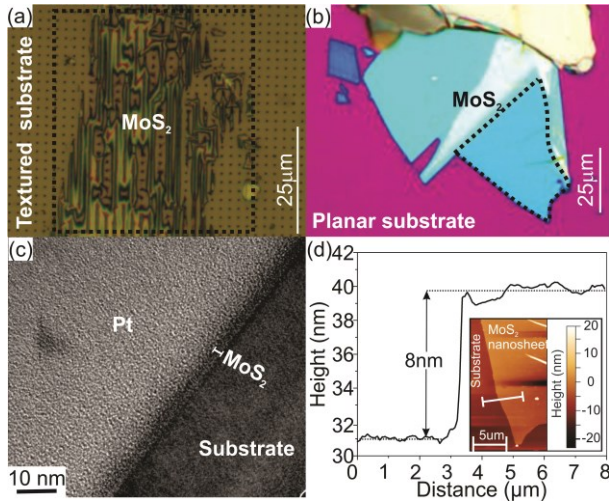 (a)
Textured substrate
MoS₂
25μm
(b)
MoS₂
25μm
Planar substrate
(c)
Pt
MoS₂
Substrate
10 nm
(d)
42
40
38
36
34
32
30
Height (nm)
8nm
0 1 2 3 4 5 6 7 8
Distance (μm)
Substrate
MoS₂
nanosheet
5um
Height (nm)
20
10
0
-10
-20